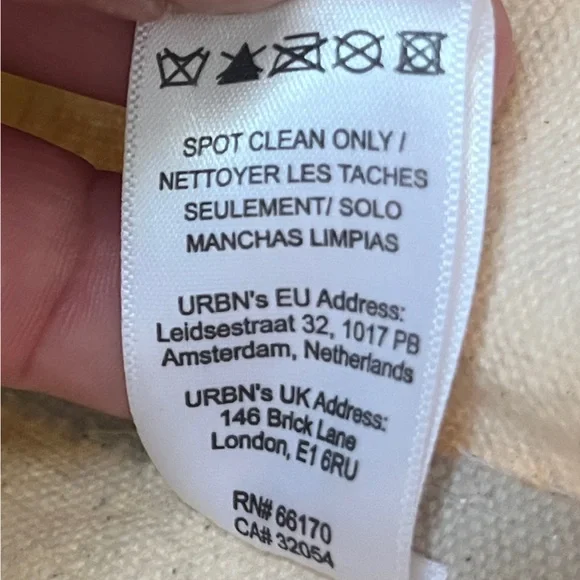 SPOT CLEAN ONLY /
NETTOYER LES TACHES
SEULEMENT/ SOLO
MANCHAS LIMPIAS
URBN's EU Address:
Leidsestraat 32, 1017 PB
Amsterdam, Netherlands
URBN's UK Address:
146 Brick Lane
London, E1 6RU
RN# 66170
CA# 32054